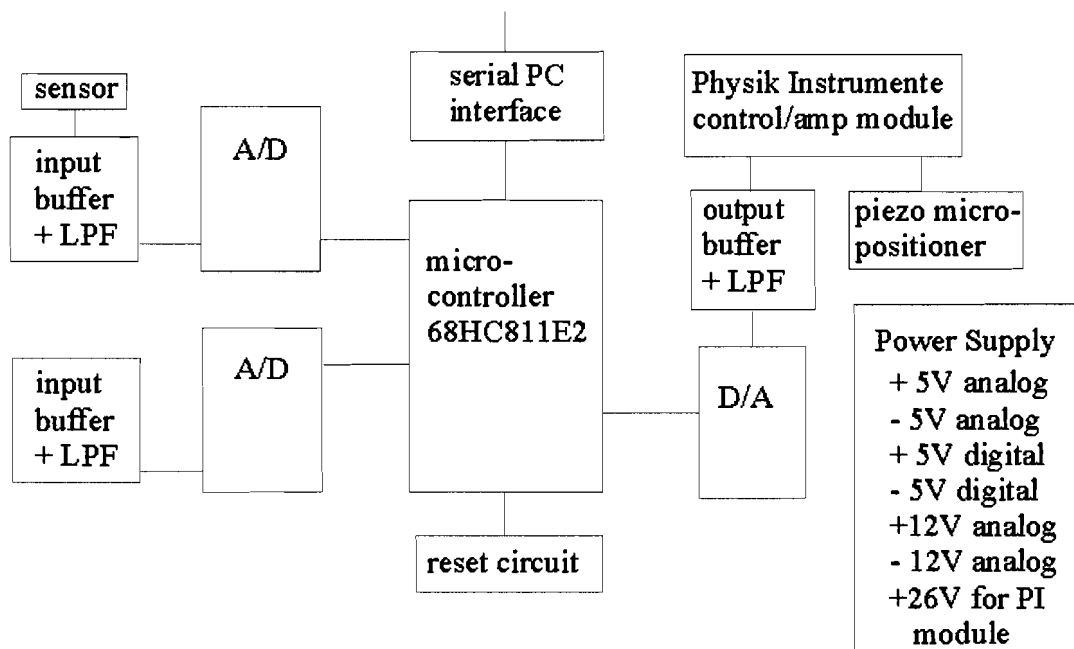 sensor
input
buffer
+ LPF
A/D
serial PC
interface
Physik Instrumente
control/amp module
output
buffer
+ LPF
piezo micro-
positioner
micro-
controller
68HC811E2
input
buffer
+ LPF
A/D
D/A
reset circuit
Power Supply
+ 5V analog
- 5V analog
+ 5V digital
- 5V digital
+12V analog
- 12V analog
+26V for PI
module